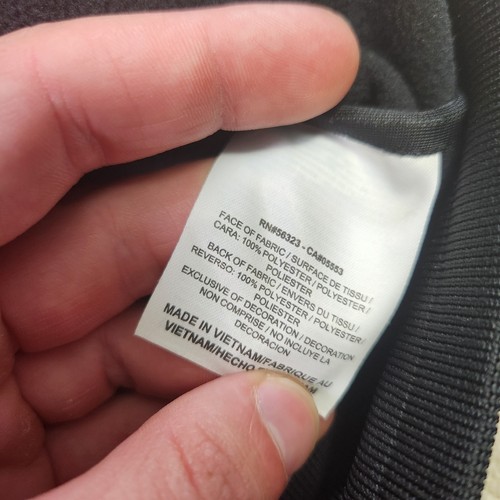 RN#56323 - CA#05553
FACE OF FABRIC / SURFACE DE TISSU /
CARA: 100% POLYESTER / POLYESTER /
POLIESTER
BACK OF FABRIC / ENVERS DU TISSU /
REVERSO: 100% POLYESTER / POLYESTER /
POLIESTER
EXCLUSIVE OF DECORATION / DECORATION
NON COMPRISE / NO INCLUYE LA
DECORACION
MADE IN VIETNAM/FABRIQUE AU
VIETNAM/HECHO